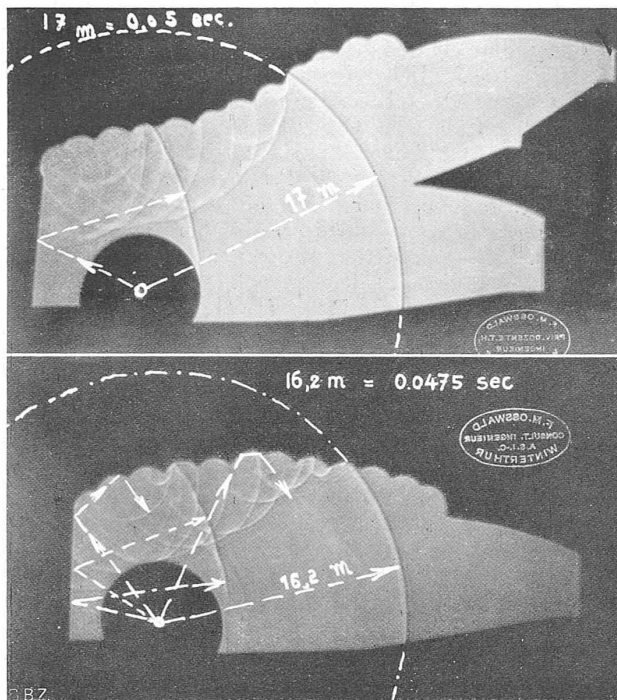 17 m = 0,05 sec.
17 m
F. M. OSSWALD
PRIV. DOZENT E.T.H.
INGENIEUR
16,2 m = 0.0475 sec
F. M. OSSWALD
CONSULT. INGENIEUR
A.S.I.-C.
WINTERTHUR
16,2 m